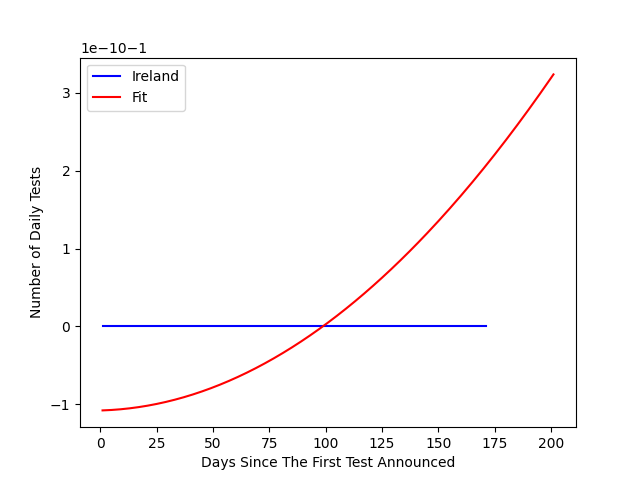 1e−10−1
Ireland
Fit
3
2
1
0
−1
Number of Daily Tests
0 25 50 75 100 125 150 175 200
Days Since The First Test Announced